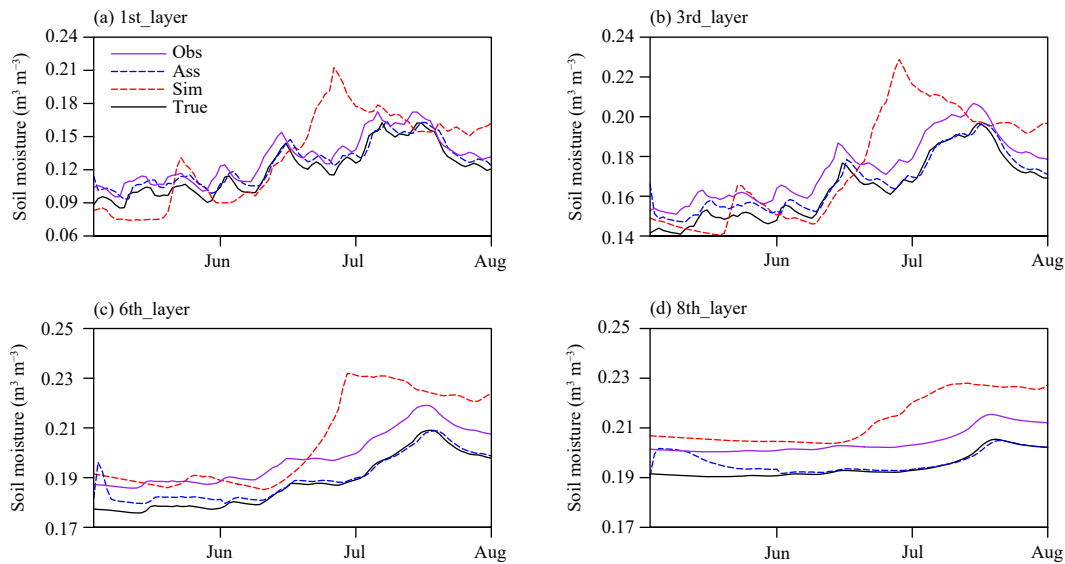 (a) 1st_layer
Soil moisture (m³ m⁻³)
0.24
0.21
0.18
0.15
0.12
0.09
0.06
Obs
Ass
Sim
True
Jun
Jul
Aug
(b) 3rd_layer
Soil moisture (m³ m⁻³)
0.24
0.22
0.20
0.18
0.16
0.14
Jun
Jul
Aug
(c) 6th_layer
Soil moisture (m³ m⁻³)
0.25
0.23
0.21
0.19
0.17
Jun
Jul
Aug
(d) 8th_layer
Soil moisture (m³ m⁻³)
0.25
0.23
0.21
0.19
0.17
Jun
Jul
Aug